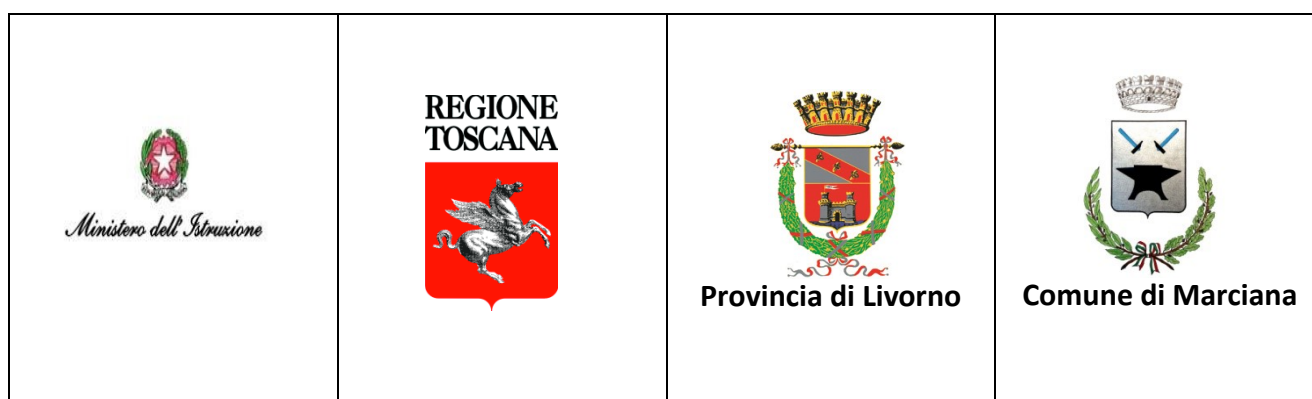 Ministero dell'Istruzione
REGIONE
TOSCANA
Provincia di Livorno
Comune di Marciana